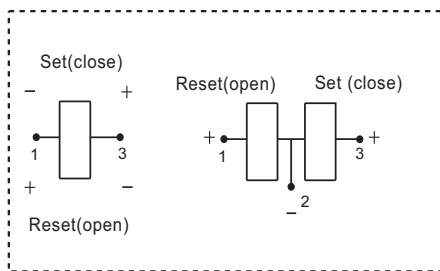 Set(close)
− +
1 3
+ −
Reset(open)
Reset(open) Set (close)
+ +
1 3
2
−